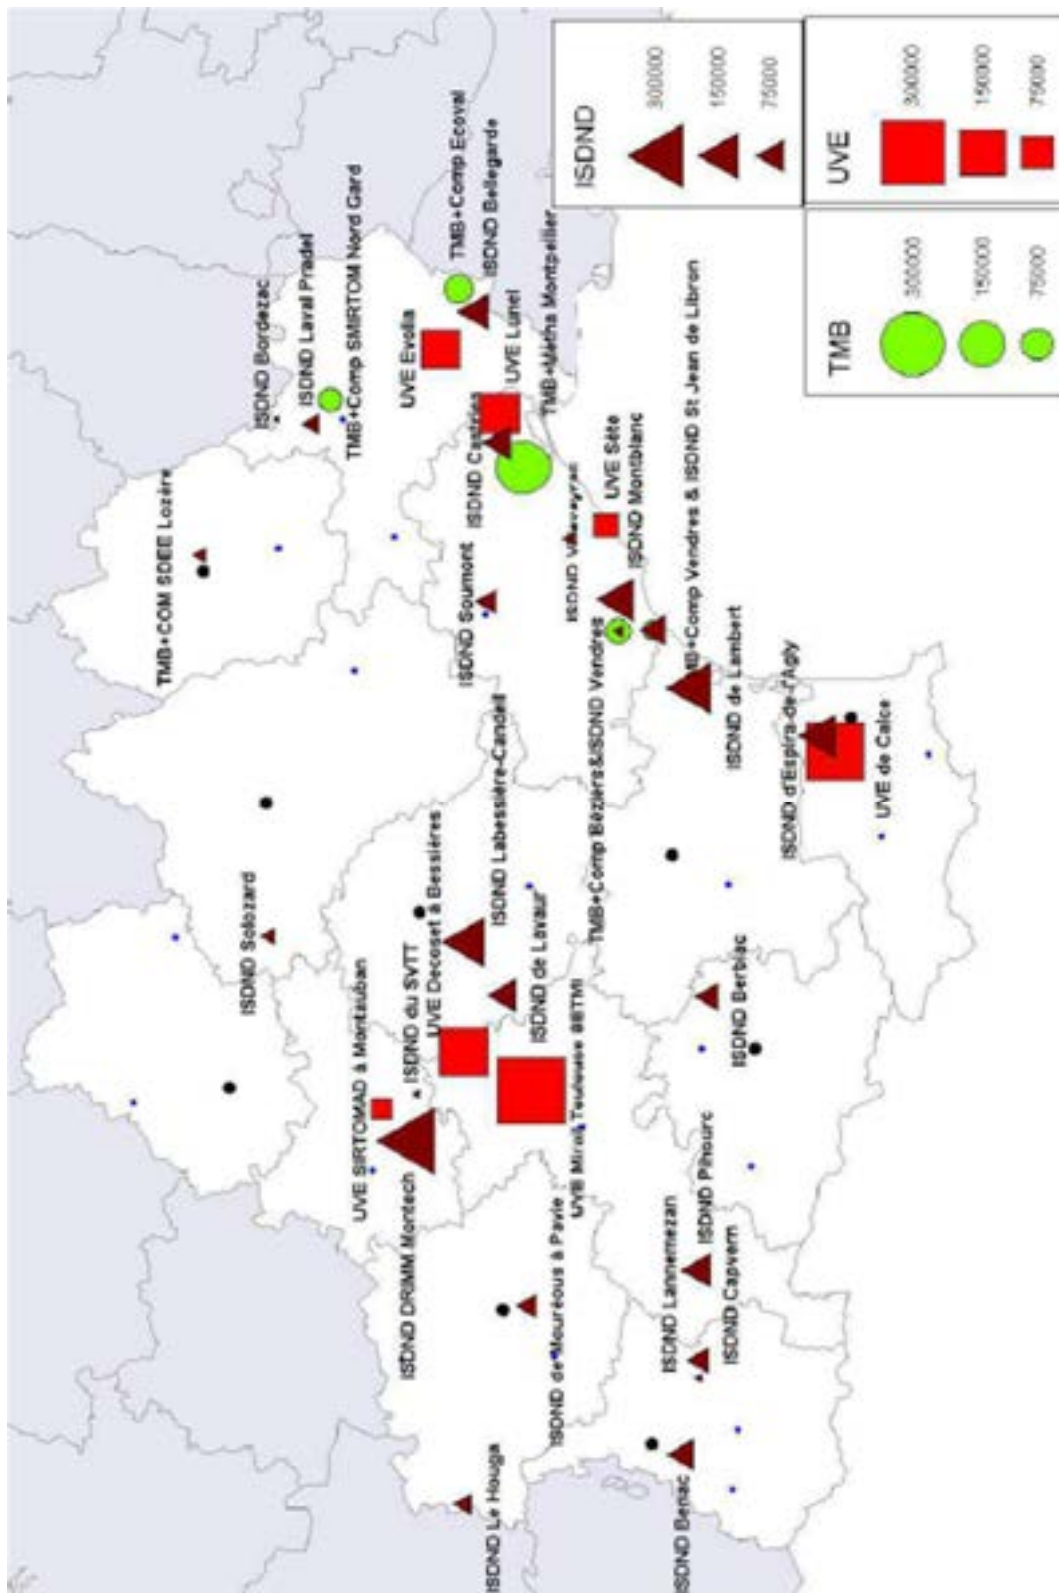 TMB+COM SDEE Lozère
ISDND Bordezac
ISDND Laval Pradel
TMB+Comp SMIRTOM Nord Gard
TMB+Comp Ecoval
ISDND Bellegarde
UVE Evolia
UVE Lunel
ISDND Castries
TMB+Métha Montpellier
ISDND Soumont
ISDND
UVE Sète
ISDND Montblanc
TMB+Comp Béziers&ISDND Vendres
MB+Comp Vendres & ISDND St Jean de Libron
ISDND de Lambert
ISDND d'Espira-de-l'Agly
UVE de Calce
ISDND Solozard
UVE SIRTOMAD à Montauban
ISDND du SVTT
UVE Decoset à Bessières
ISDND Labessière-Candeil
ISDND de Lavaur
UVE Mirail Toulouse SETMI
ISDND DRIMM Montech
ISDND Berbiac
ISDND de Mouréous à Pavie
ISDND Le Houga
ISDND Lannemezan
ISDND Pihourc
ISDND Capvern
ISDND Benac
ISDND
300000
150000
75000
TMB
300000
150000
75000
UVE
300000
150000
75000